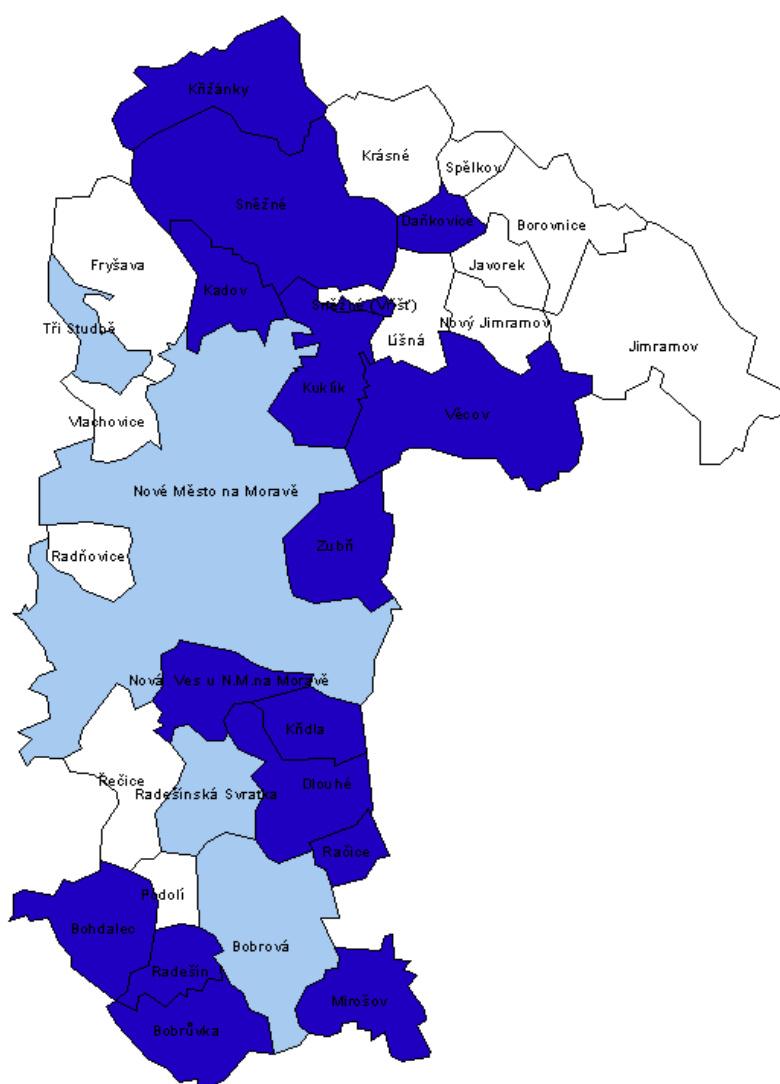 Křižánky
Krásné
Spělkov
Sněžné
Daňkovice
Borovnice
Fryšava
Javorek
Kadov
Sněžné (Vříšť)
Tři Studně
Líšná
Nový Jimramov
Jimramov
Kuklík
Vlachovice
Věcov
Nové Město na Moravě
Zubří
Radňovice
Nová Ves u N.M.na Moravě
Křídla
Řečice
Dlouhé
Radešínská Svratka
Račice
Podolí
Bohdalec
Bobrová
Radešín
Mirošov
Bobrůvka